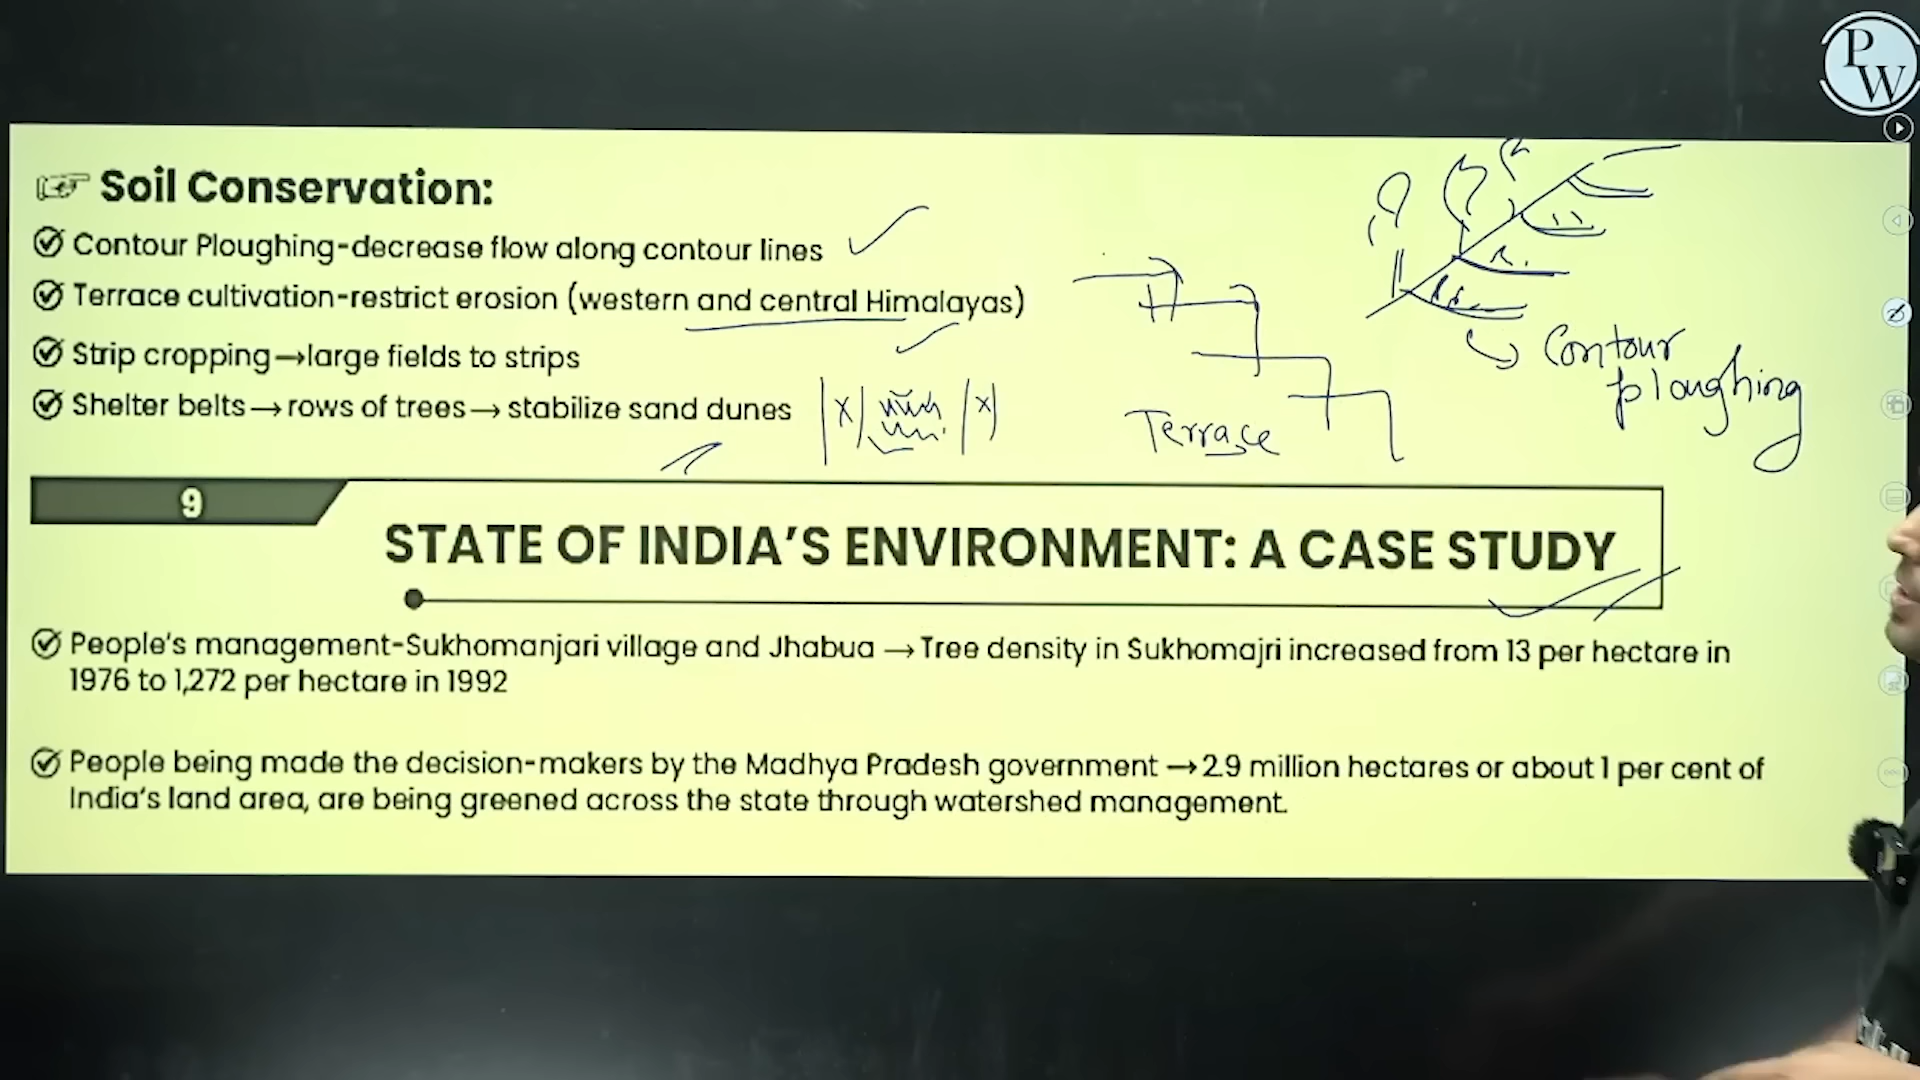 PW
Soil Conservation:
Contour Ploughing-decrease flow along contour lines
Terrace cultivation-restrict erosion (western and central Himalayas)
Strip cropping→large fields to strips
Shelter belts→rows of trees→ stabilize sand dunes
Terrace
Contour
ploughing
9
STATE OF INDIA'S ENVIRONMENT: A CASE STUDY
People's management-Sukhomanjari village and Jhabua →Tree density in Sukhomajri increased from 13 per hectare in
1976 to 1,272 per hectare in 1992
People being made the decision-makers by the Madhya Pradesh government →2.9 million hectares or about 1 per cent of
India's land area, are being greened across the state through watershed management.